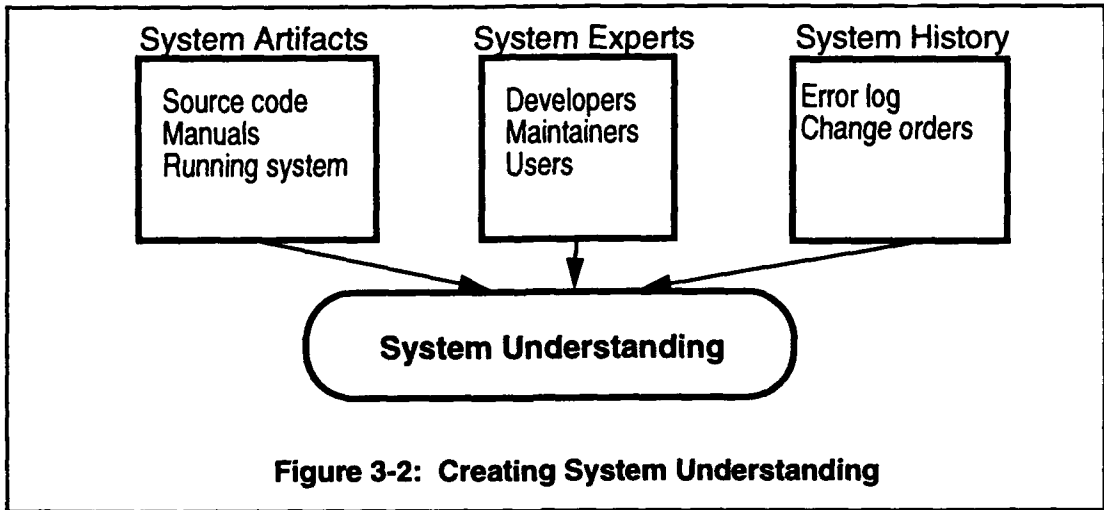 System Artifacts
Source code
Manuals
Running system
System Experts
Developers
Maintainers
Users
System History
Error log
Change orders
System Understanding
Figure 3-2: Creating System Understanding